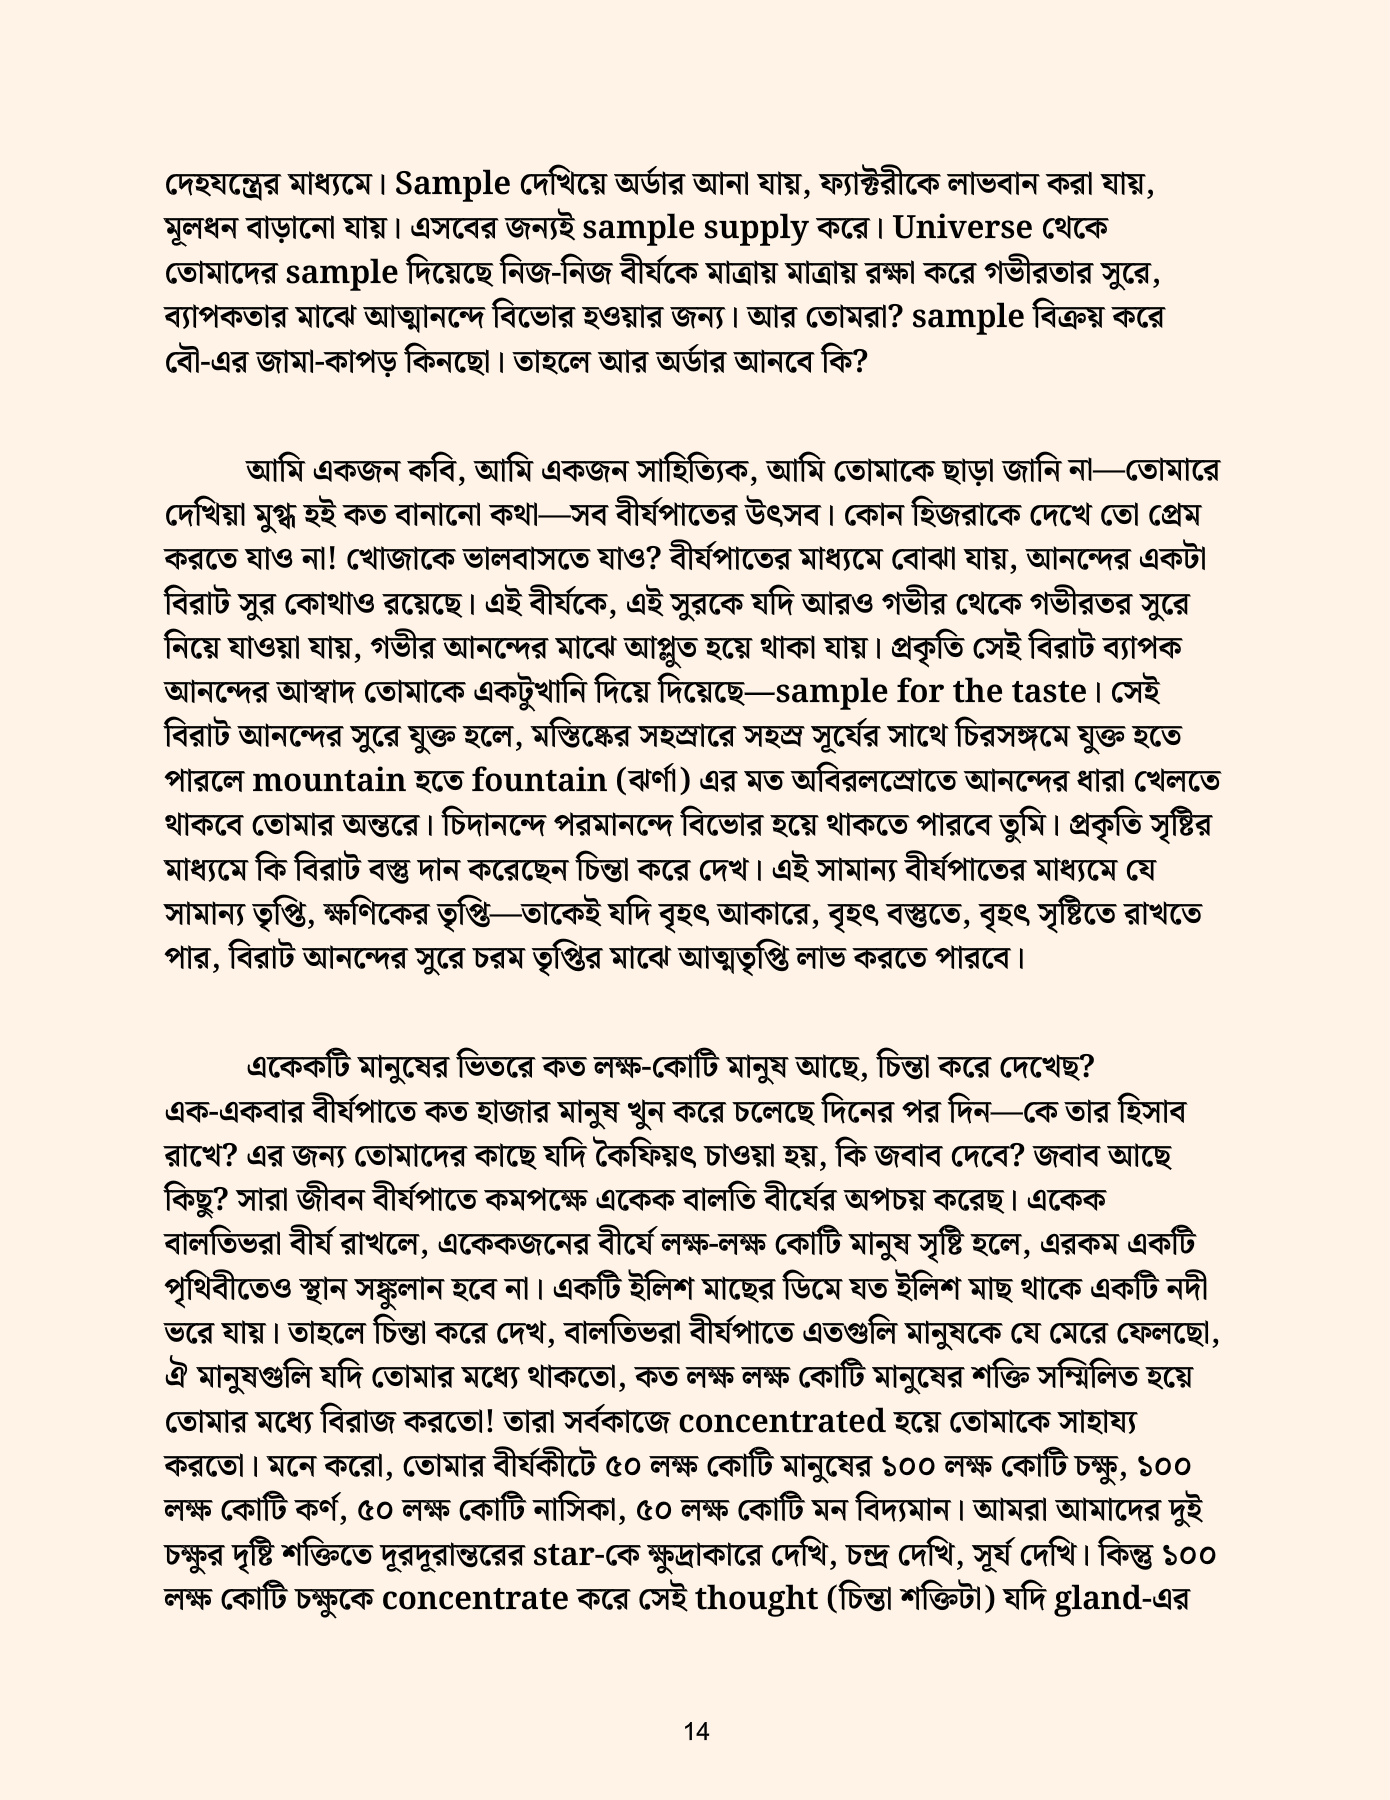 দেহযন্ত্রের মাধ্যমে। Sample দেখিয়ে অর্ডার আনা যায়, ফ্যাক্টরীকে লাভবান করা যায়,
মূলধন বাড়ানো যায়। এসবের জন্যই sample supply করে। Universe থেকে
তোমাদের sample দিয়েছে নিজ-নিজ বীর্যকে মাত্রায় মাত্রায় রক্ষা করে গভীরতার সুরে,
ব্যাপকতার মাঝে আত্মানন্দে বিভোর হওয়ার জন্য। আর তোমরা? sample বিক্রয় করে
বৌ-এর জামা-কাপড় কিনছো। তাহলে আর অর্ডার আনবে কি?
আমি একজন কবি, আমি একজন সাহিত্যিক, আমি তোমাকে ছাড়া জানি না—তোমারে
দেখিয়া মুগ্ধ হই কত বানানো কথা—সব বীর্যপাতের উৎসব। কোন হিজরাকে দেখে তো প্রেম
করতে যাও না! খোজাকে ভালবাসতে যাও? বীর্যপাতের মাধ্যমে বোঝা যায়, আনন্দের একটা
বিরাট সুর কোথাও রয়েছে। এই বীর্যকে, এই সুরকে যদি আরও গভীর থেকে গভীরতর সুরে
নিয়ে যাওয়া যায়, গভীর আনন্দের মাঝে আপ্লুত হয়ে থাকা যায়। প্রকৃতি সেই বিরাট ব্যাপক
আনন্দের আস্বাদ তোমাকে একটুখানি দিয়ে দিয়েছে—sample for the taste। সেই
বিরাট আনন্দের সুরে যুক্ত হলে, মস্তিষ্কের সহস্রারে সহস্র সূর্যের সাথে চিরসঙ্গমে যুক্ত হতে
পারলে mountain হতে fountain (ঝর্ণা) এর মত অবিরলস্রোতে আনন্দের ধারা খেলতে
থাকবে তোমার অন্তরে। চিদানন্দে পরমানন্দে বিভোর হয়ে থাকতে পারবে তুমি। প্রকৃতি সৃষ্টির
মাধ্যমে কি বিরাট বস্তু দান করেছেন চিন্তা করে দেখ। এই সামান্য বীর্যপাতের মাধ্যমে যে
সামান্য তৃপ্তি, ক্ষণিকের তৃপ্তি—তাকেই যদি বৃহৎ আকারে, বৃহৎ বস্তুতে, বৃহৎ সৃষ্টিতে রাখতে
পার, বিরাট আনন্দের সুরে চরম তৃপ্তির মাঝে আত্মতৃপ্তি লাভ করতে পারবে।
একেকটি মানুষের ভিতরে কত লক্ষ-কোটি মানুষ আছে, চিন্তা করে দেখেছ?
এক-একবার বীর্যপাতে কত হাজার মানুষ খুন করে চলেছে দিনের পর দিন—কে তার হিসাব
রাখে? এর জন্য তোমাদের কাছে যদি কৈফিয়ৎ চাওয়া হয়, কি জবাব দেবে? জবাব আছে
কিছু? সারা জীবন বীর্যপাতে কমপক্ষে একেক বালতি বীর্যের অপচয় করেছ। একেক
বালতিভরা বীর্য রাখলে, একেকজনের বীর্যে লক্ষ-লক্ষ কোটি মানুষ সৃষ্টি হলে, এরকম একটি
পৃথিবীতেও স্থান সঙ্কুলান হবে না। একটি ইলিশ মাছের ডিমে যত ইলিশ মাছ থাকে একটি নদী
ভরে যায়। তাহলে চিন্তা করে দেখ, বালতিভরা বীর্যপাতে এতগুলি মানুষকে যে মেরে ফেলছো,
ঐ মানুষগুলি যদি তোমার মধ্যে থাকতো, কত লক্ষ লক্ষ কোটি মানুষের শক্তি সম্মিলিত হয়ে
তোমার মধ্যে বিরাজ করতো! তারা সর্বকাজে concentrated হয়ে তোমাকে সাহায্য
করতো। মনে করো, তোমার বীর্যকীটে ৫০ লক্ষ কোটি মানুষের ১০০ লক্ষ কোটি চক্ষু, ১০০
লক্ষ কোটি কর্ণ, ৫০ লক্ষ কোটি নাসিকা, ৫০ লক্ষ কোটি মন বিদ্যমান। আমরা আমাদের দুই
চক্ষুর দৃষ্টি শক্তিতে দূরদূরান্তরের star-কে ক্ষুদ্রাকারে দেখি, চন্দ্র দেখি, সূর্য দেখি। কিন্তু ১০০
লক্ষ কোটি চক্ষুকে concentrate করে সেই thought (চিন্তা শক্তিটা) যদি gland-এর
14